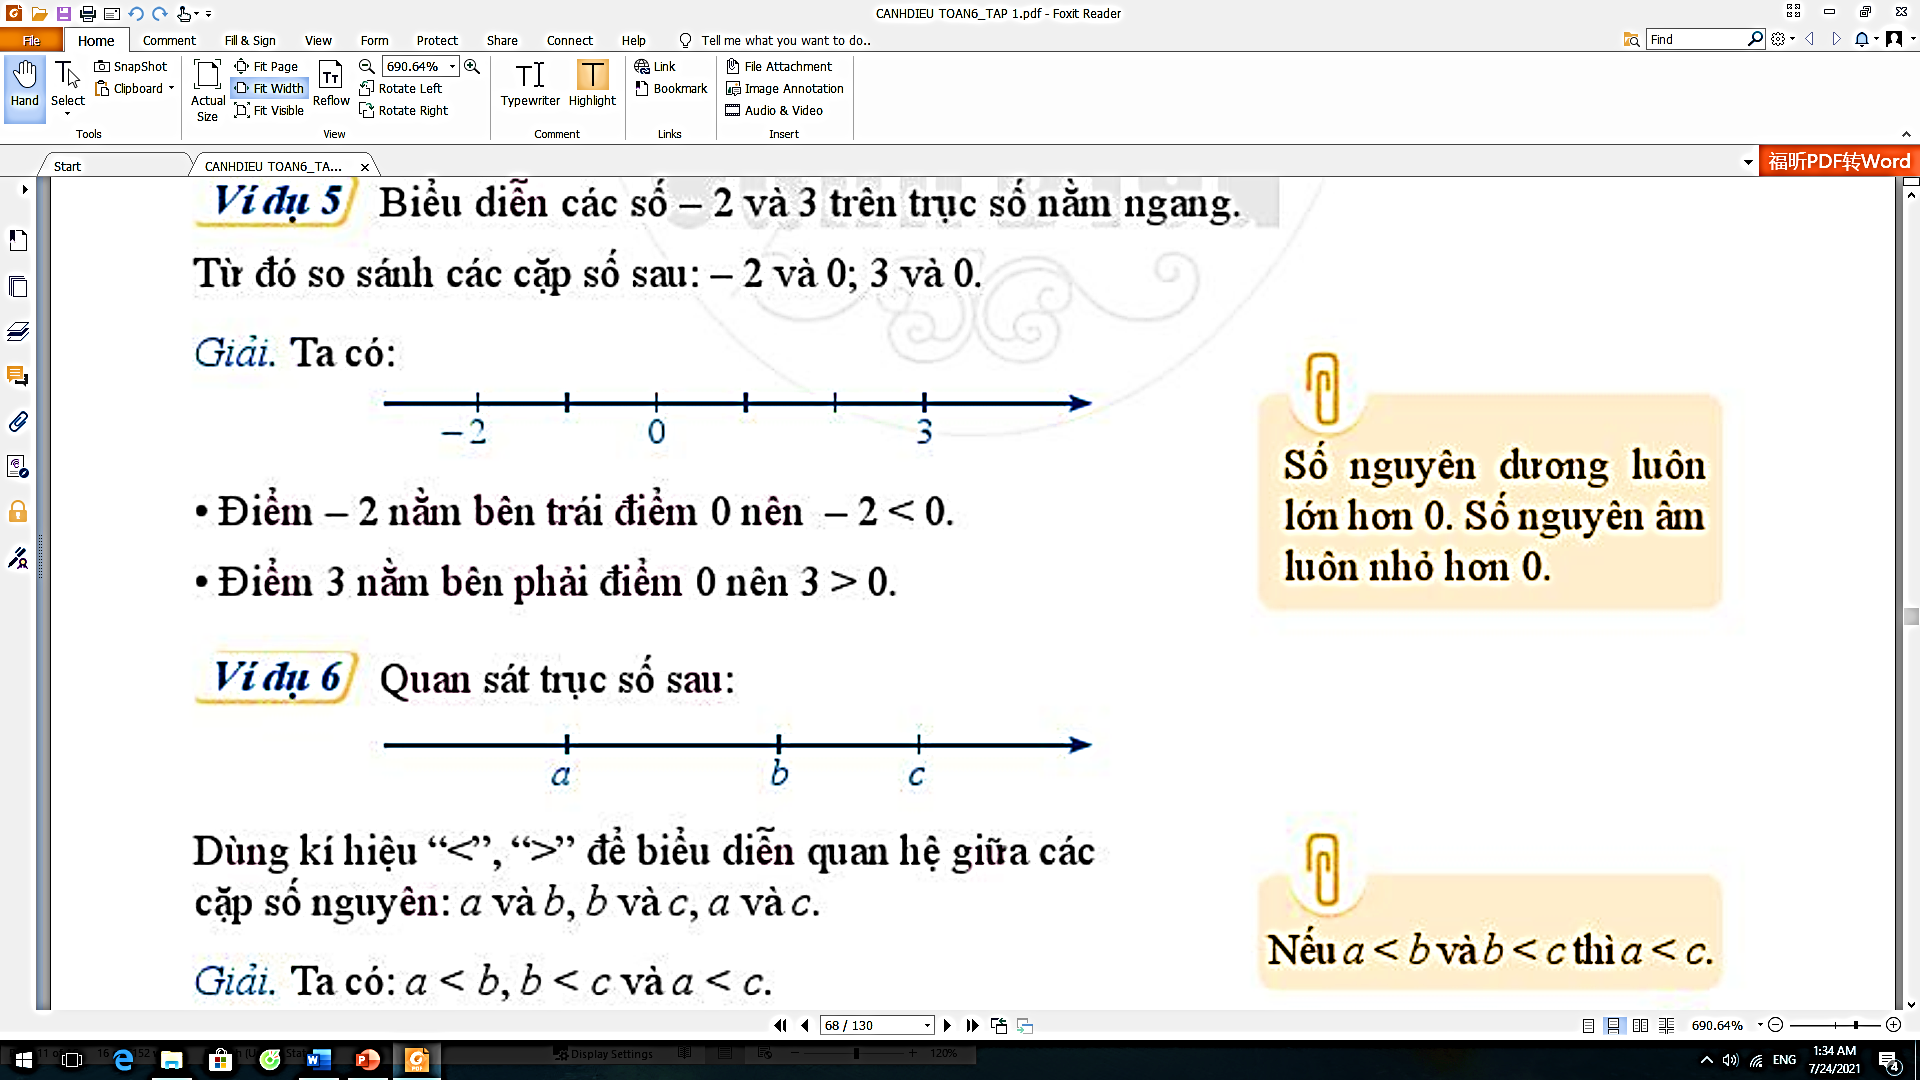 CANHDIEU TOAN6_TAP 1.pdf - Foxit Reader
File Home Comment Fill & Sign View Form Protect Share Connect Help Tell me what you want to do.. Find
Hand
Select
SnapShot
Clipboard
Tools
Actual Size
Fit Page
Fit Width
Fit Visible
Reflow
690.64%
Rotate Left
Rotate Right
View
Typewriter
Highlight
Comment
Link
Bookmark
Links
File Attachment
Image Annotation
Audio & Video
Insert
Start CANHDIEU TOAN6_TA... 福昕PDF转Word
Ví dụ 5 Biểu diễn các số – 2 và 3 trên trục số nằm ngang.
Từ đó so sánh các cặp số sau: – 2 và 0; 3 và 0.
Giải. Ta có:
–2 0 3
• Điểm – 2 nằm bên trái điểm 0 nên – 2 < 0.
• Điểm 3 nằm bên phải điểm 0 nên 3 > 0.
Số nguyên dương luôn
lớn hơn 0. Số nguyên âm
luôn nhỏ hơn 0.
Ví dụ 6 Quan sát trục số sau:
a b c
Dùng kí hiệu “<”, “>” để biểu diễn quan hệ giữa các
cặp số nguyên: a và b, b và c, a và c.
Giải. Ta có: a < b, b < c và a < c.
Nếu a < b và b < c thì a < c.
68 / 130 690.64%
Display Settings 120%
ENG
1:34 AM
7/24/2021
4